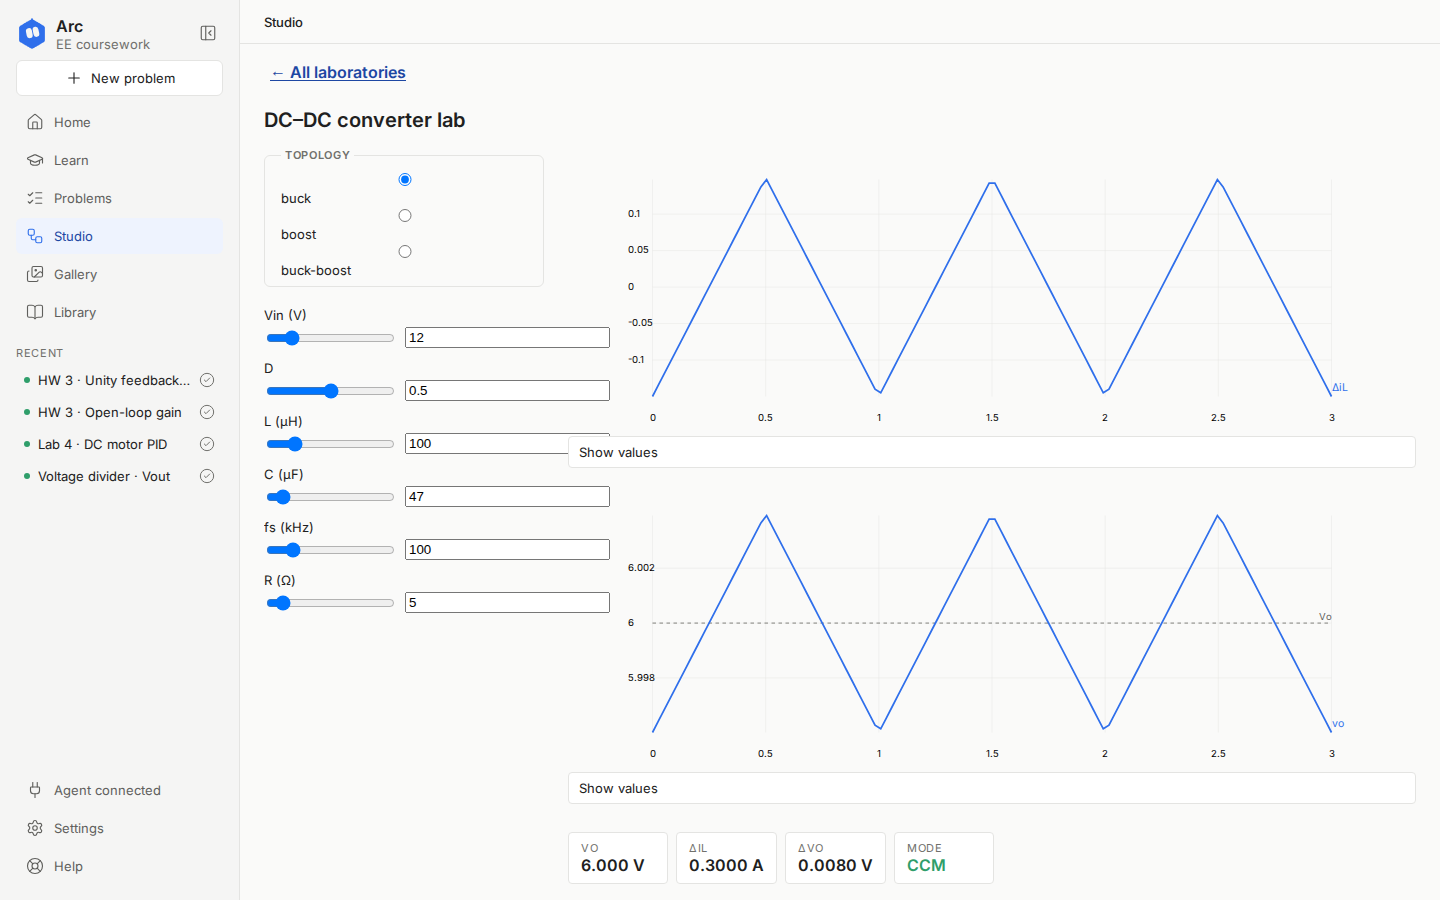 Arc
EE coursework
New problem
Home
Learn
Problems
Studio
Gallery
Library
RECENT
HW 3 · Unity feedback...
HW 3 · Open-loop gain
Lab 4 · DC motor PID
Voltage divider · Vout
Agent connected
Settings
Help
Studio
← All laboratories
DC–DC converter lab
TOPOLOGY
buck
boost
buck-boost
Vin (V)
12
D
0.5
L (µH)
100
C (µF)
47
fs (kHz)
100
R (Ω)
5
0.1
0.05
0
-0.05
-0.1
ΔiL
0 0.5 1 1.5 2 2.5 3
Show values
6.002
6
5.998
Vo
vo
0 0.5 1 1.5 2 2.5 3
Show values
VO
6.000 V
ΔIL
0.3000 A
ΔVO
0.0080 V
MODE
CCM